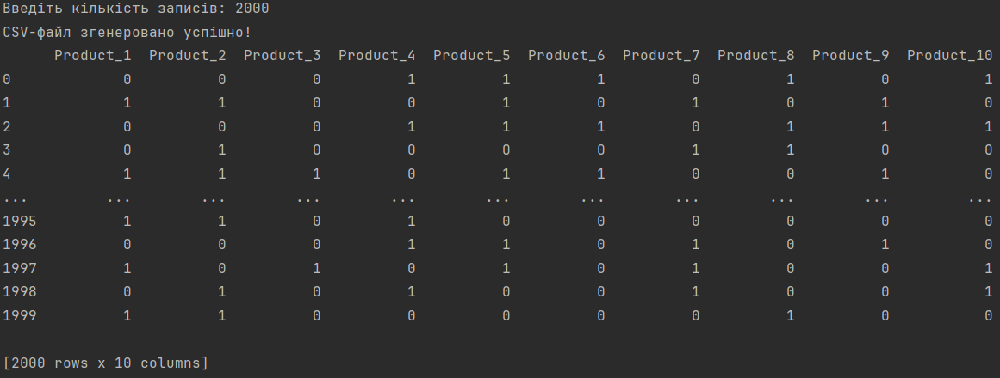 Введіть кількість записів: 2000
CSV-файл згенеровано успішно!
Product_1 Product_2 Product_3 Product_4 Product_5 Product_6 Product_7 Product_8 Product_9 Product_10
0 0 0 0 1 1 1 0 1 0 1
1 1 1 0 0 1 0 1 0 1 0
2 0 0 0 1 1 1 0 1 1 1
3 0 1 0 0 0 0 1 1 0 0
4 1 1 1 0 1 1 0 0 1 0
... ... ... ... ... ... ... ... ... ... ...
1995 1 1 0 1 0 0 0 0 0 0
1996 0 0 0 1 1 0 1 0 1 0
1997 1 0 1 0 1 0 1 0 0 1
1998 0 1 0 1 0 0 1 0 0 1
1999 1 1 0 0 0 0 0 1 0 0
[2000 rows x 10 columns]